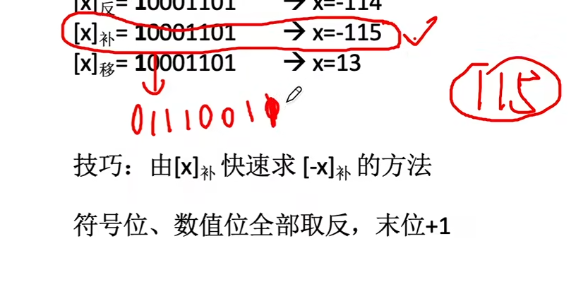 [x]反= 10001101 → x=-114
[x]补= 10001101 → x=-115
[x]移= 10001101 → x=13
115
技巧：由[x]补 快速求 [-x]补 的方法
符号位、数值位全部取反，末位+1